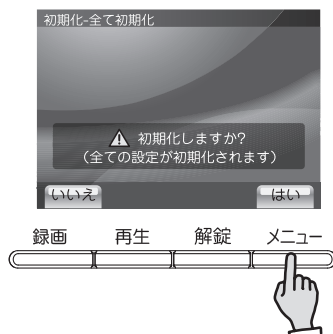 初期化-全て初期化
初期化しますか?
(全ての設定が初期化されます)
いいえ はい
録画 再生 解錠 メニュー